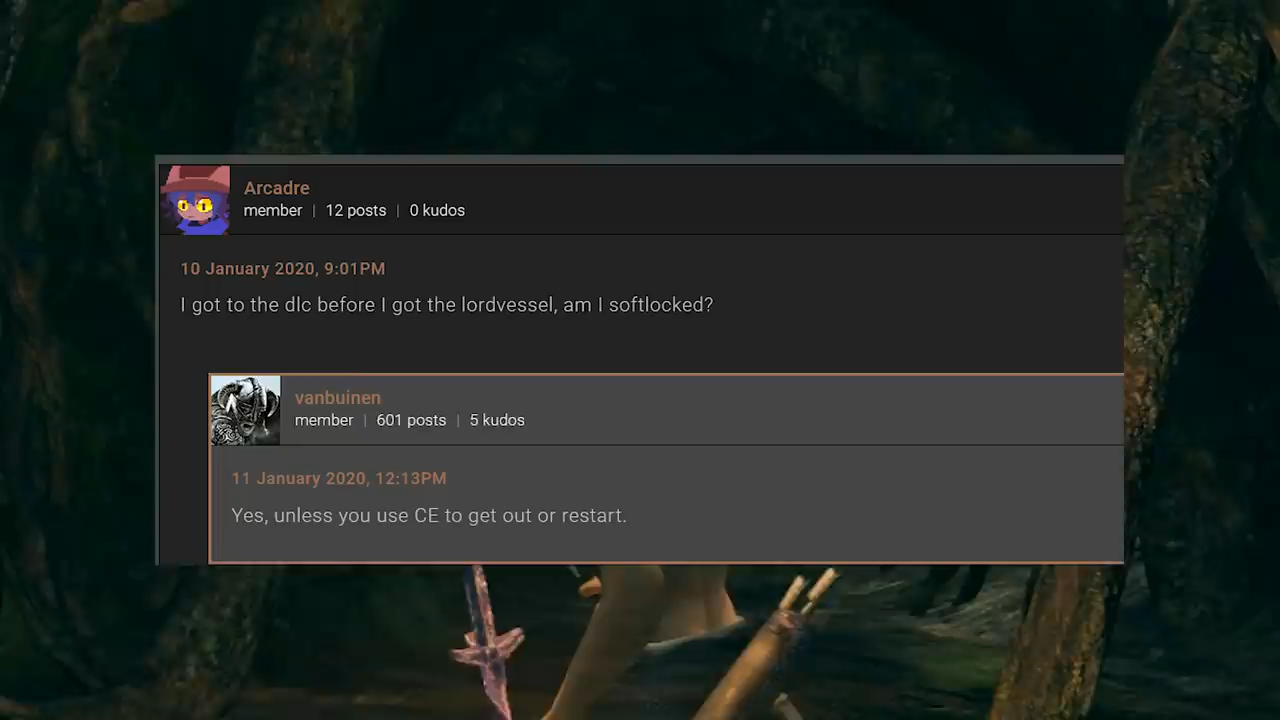 Arcadre
member | 12 posts | 0 kudos
10 January 2020, 9:01PM
I got to the dlc before I got the lordvessel, am I softlocked?
vanbuinen
member | 601 posts | 5 kudos
11 January 2020, 12:13PM
Yes, unless you use CE to get out or restart.